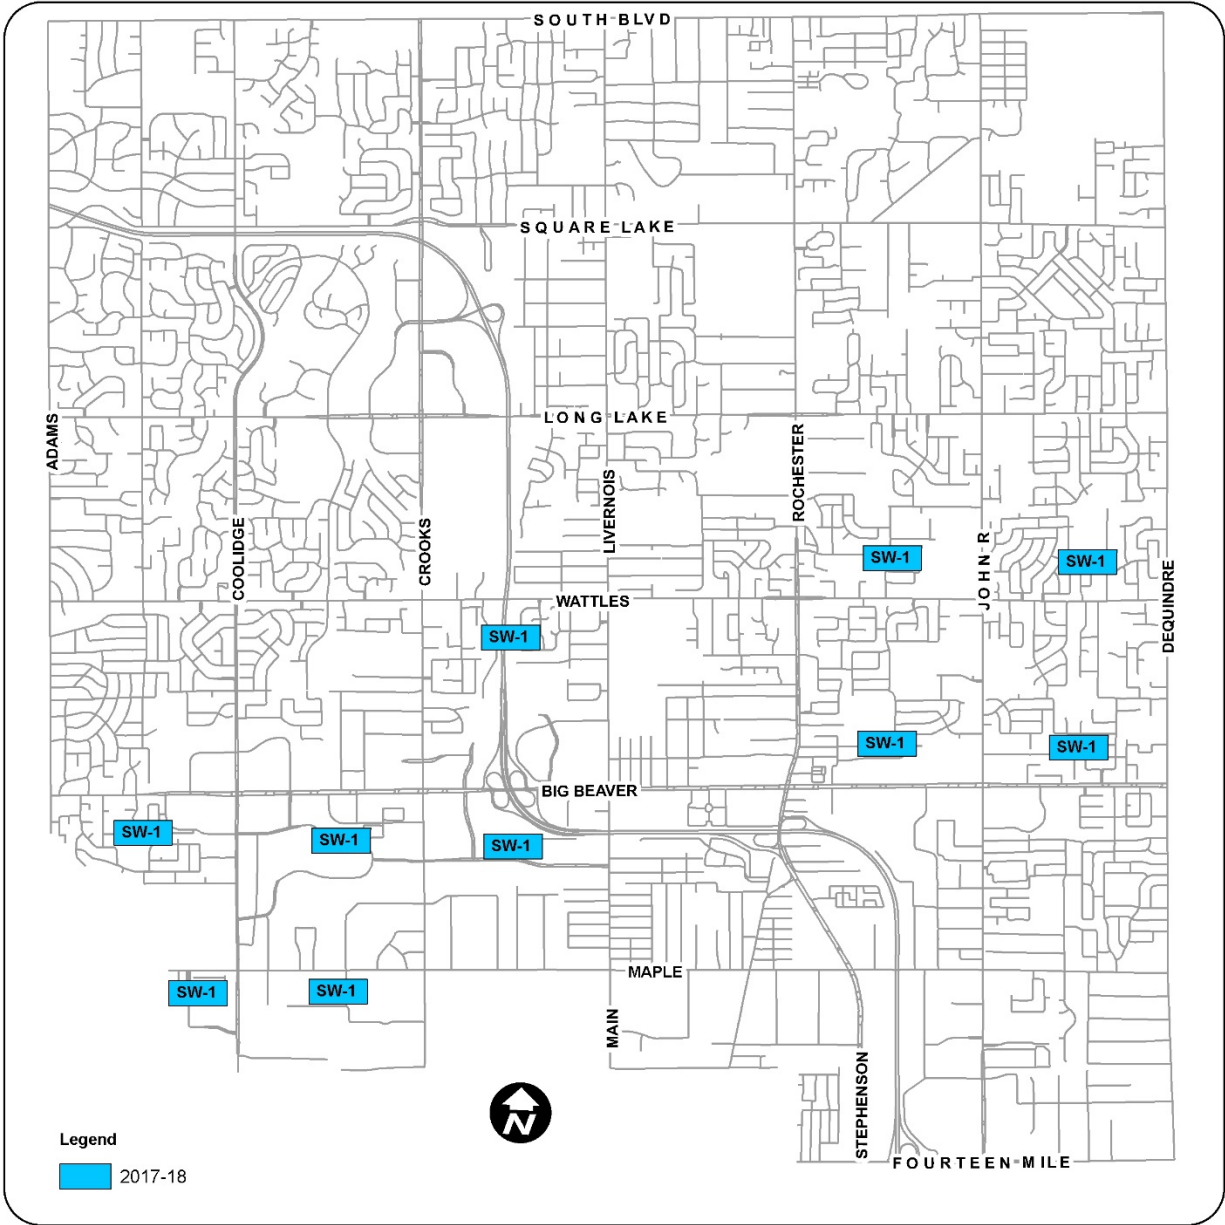 SOUTH BLVD
SQUARE LAKE
LONG LAKE
ADAMS
ROCHESTER
LIVERNOIS
COOLIDGE
CROOKS
JOHN R
SW-1
SW-1
DEQUINDRE
WATTLES
SW-1
SW-1
SW-1
BIG BEAVER
SW-1
SW-1
SW-1
MAPLE
SW-1
SW-1
MAIN
STEPHENSON
N
Legend
FOURTEEN MILE
2017-18